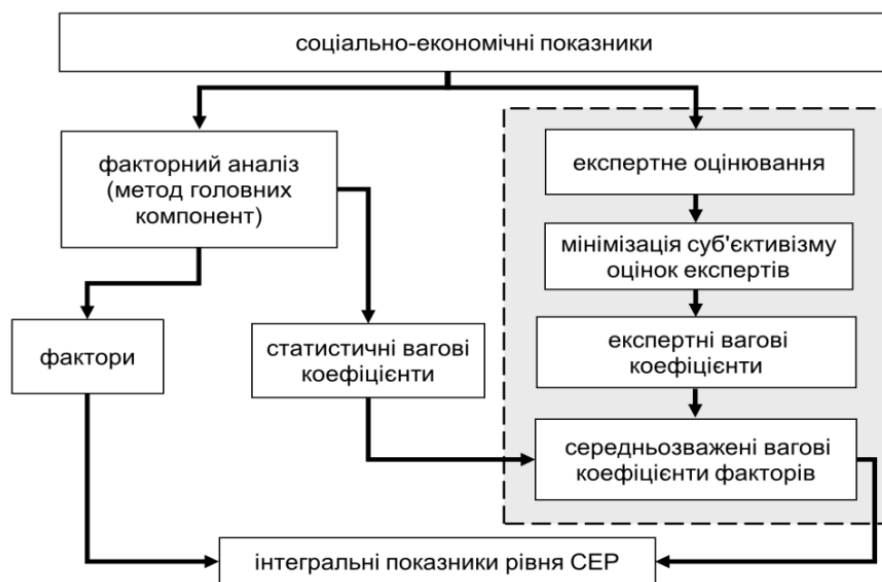 соціально-економічні показники
факторний аналіз
(метод головних
компонент)
експертне оцінювання
мінімізація суб'єктивізму
оцінок експертів
фактори
статистичні вагові
коефіцієнти
експертні вагові
коефіцієнти
середньозважені вагові
коефіцієнти факторів
інтегральні показники рівня СЕР